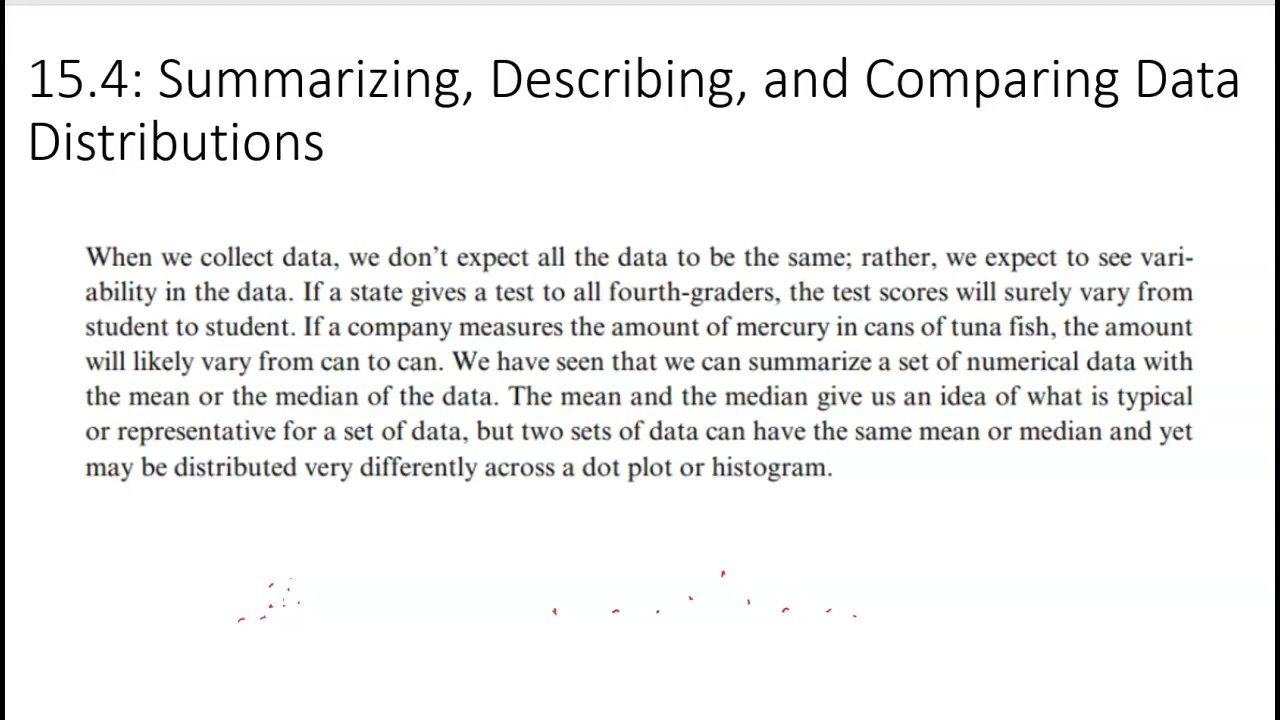 15.4: Summarizing, Describing, and Comparing Data
Distributions
When we collect data, we don't expect all the data to be the same; rather, we expect to see vari-
ability in the data. If a state gives a test to all fourth-graders, the test scores will surely vary from
student to student. If a company measures the amount of mercury in cans of tuna fish, the amount
will likely vary from can to can. We have seen that we can summarize a set of numerical data with
the mean or the median of the data. The mean and the median give us an idea of what is typical
or representative for a set of data, but two sets of data can have the same mean or median and yet
may be distributed very differently across a dot plot or histogram.